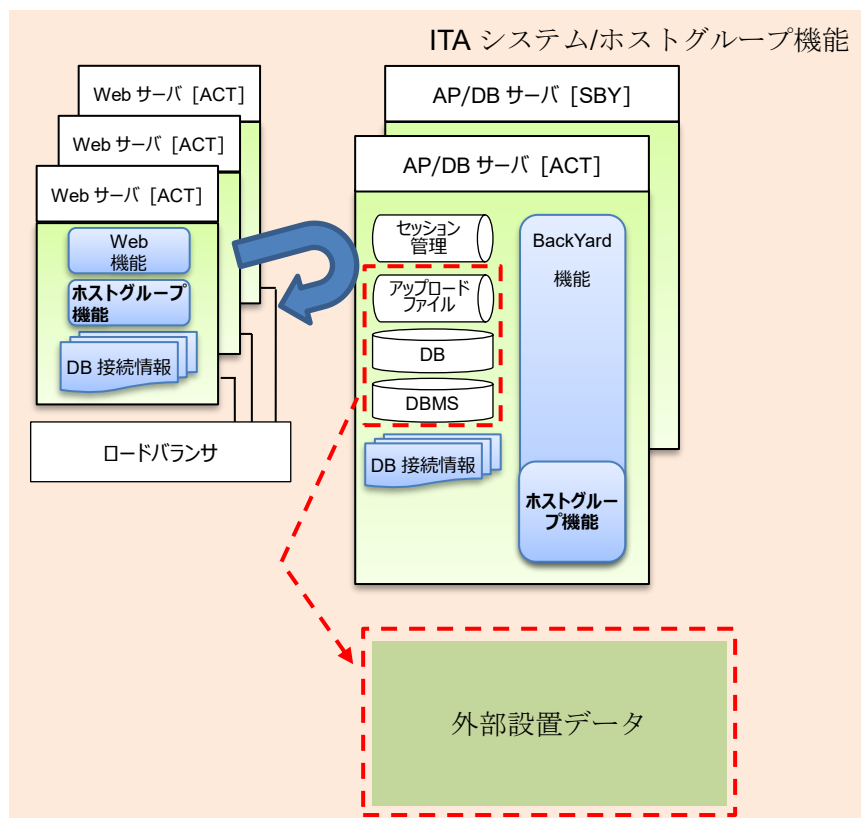 ITA システム/ホストグループ機能
Web サーバ [ACT]
Web サーバ [ACT]
Web サーバ [ACT]
Web
機能
ホストグループ
機能
DB 接続情報
ロードバランサ
AP/DB サーバ [SBY]
AP/DB サーバ [ACT]
セッション
管理
アップロード
ファイル
DB
DBMS
DB 接続情報
BackYard
機能
ホストグルー
プ機能
外部設置データ